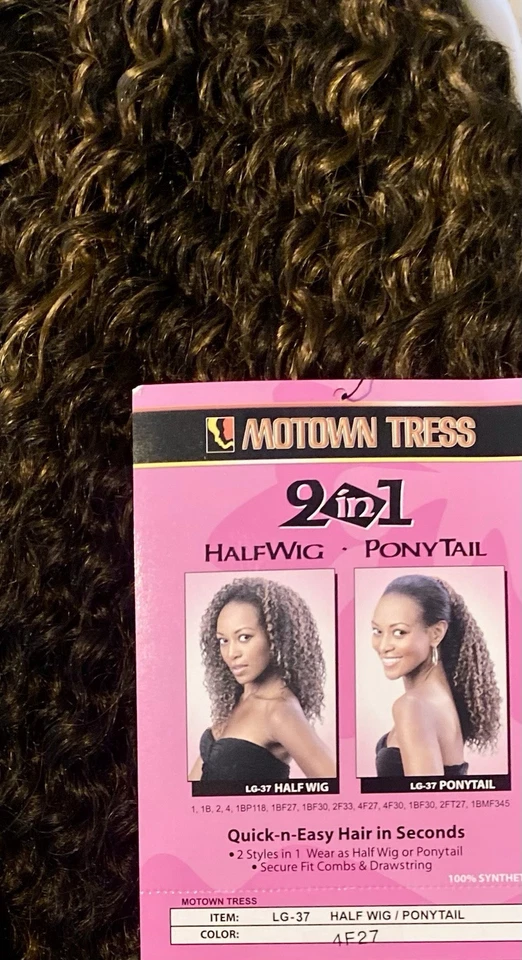 MOTOWN TRESS
2in1
HALFWIG · PONYTAIL
LG-37 HALF WIG
LG-37 PONYTAIL
1, 1B, 2, 4, 1BP118, 1BF27, 1BF30, 2F33, 4F27, 4F30, 1BF30, 2FT27, 1BMF345
Quick-n-Easy Hair in Seconds
• 2 Styles in 1 Wear as Half Wig or Ponytail
• Secure Fit Combs & Drawstring
100% SYNTHET
MOTOWN TRESS
ITEM: LG-37 HALF WIG / PONYTAIL
COLOR: 4F27